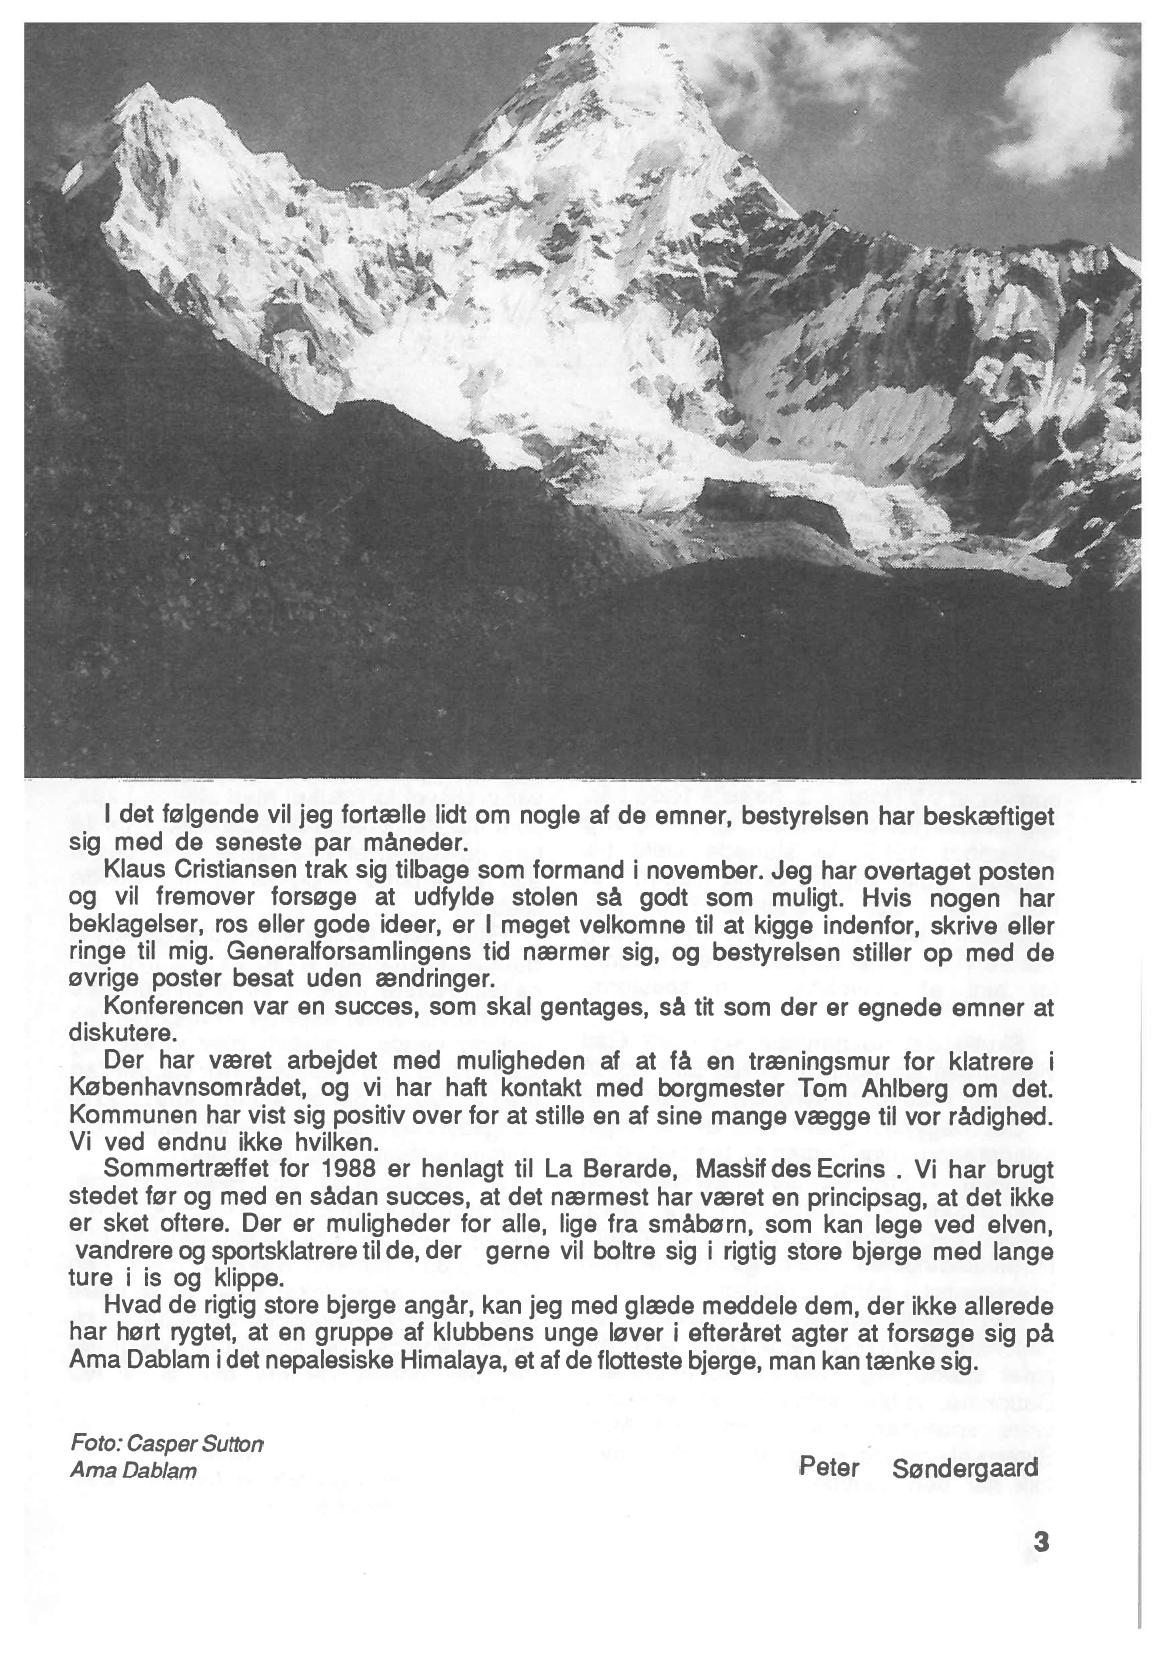 I det følgende vil jeg fortælle lidt om nogle af de emner, bestyrelsen har beskæftiget
sig med de seneste par måneder.
Klaus Cristiansen trak sig tilbage som formand i november. Jeg har overtaget posten
og vil fremover forsøge at udfylde stolen så godt som muligt. Hvis nogen har
beklagelser, ros eller gode ideer, er I meget velkomne til at kigge indenfor, skrive eller
ringe til mig. Generalforsamlingens tid nærmer sig, og bestyrelsen stiller op med de
øvrige poster besat uden ændringer.
Konferencen var en succes, som skal gentages, så tit som der er egnede emner at
diskutere.
Der har været arbejdet med muligheden af at få en træningsmur for klatrere i
Københavnsområdet, og vi har haft kontakt med borgmester Tom Ahlberg om det.
Kommunen har vist sig positiv over for at stille en af sine mange vægge til vor rådighed.
Vi ved endnu ikke hvilken.
Sommertræffet for 1988 er henlagt til La Berarde, Massif des Ecrins . Vi har brugt
stedet før og med en sådan succes, at det nærmest har været en principsag, at det ikke
er sket oftere. Der er muligheder for alle, lige fra småbørn, som kan lege ved elven,
vandrere og sportsklatrere til de, der gerne vil boltre sig i rigtig store bjerge med lange
ture i is og klippe.
Hvad de rigtig store bjerge angår, kan jeg med glæde meddele dem, der ikke allerede
har hørt rygtet, at en gruppe af klubbens unge løver i efteråret agter at forsøge sig på
Ama Dablam i det nepalesiske Himalaya, et af de flotteste bjerge, man kan tænke sig.
Foto: Casper Sutton
Ama Dablam
Peter Søndergaard
3